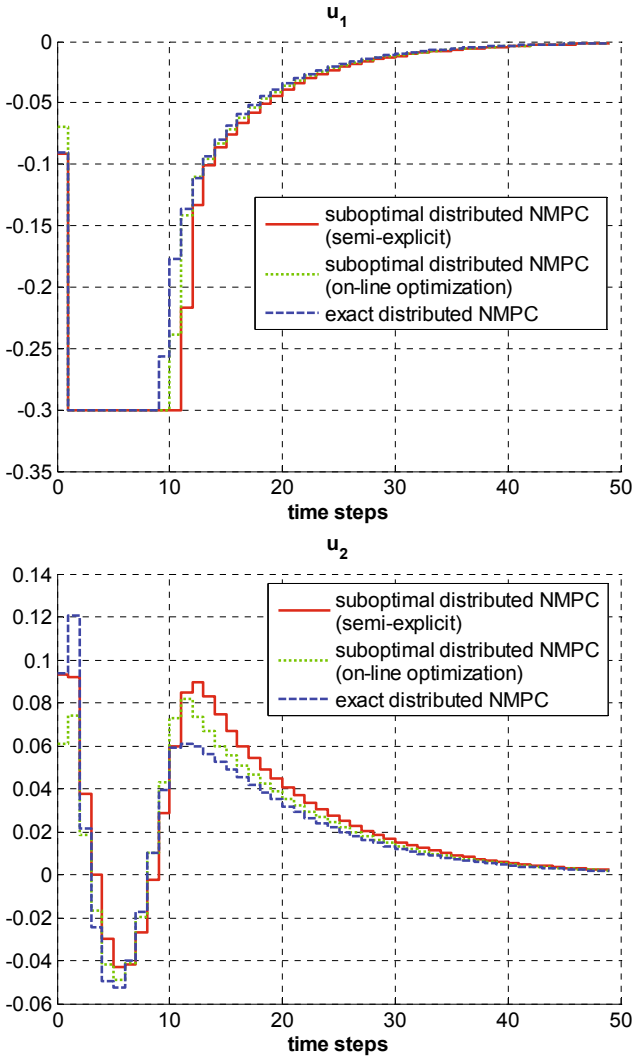 u1
0
-0.05
-0.1
-0.15
-0.2
-0.25
-0.3
-0.35
suboptimal distributed NMPC
(semi-explicit)
suboptimal distributed NMPC
(on-line optimization)
exact distributed NMPC
0 10 20 30 40 50
time steps
u2
0.14
0.12
0.1
0.08
0.06
0.04
0.02
0
-0.02
-0.04
-0.06
suboptimal distributed NMPC
(semi-explicit)
suboptimal distributed NMPC
(on-line optimization)
exact distributed NMPC
0 10 20 30 40 50
time steps